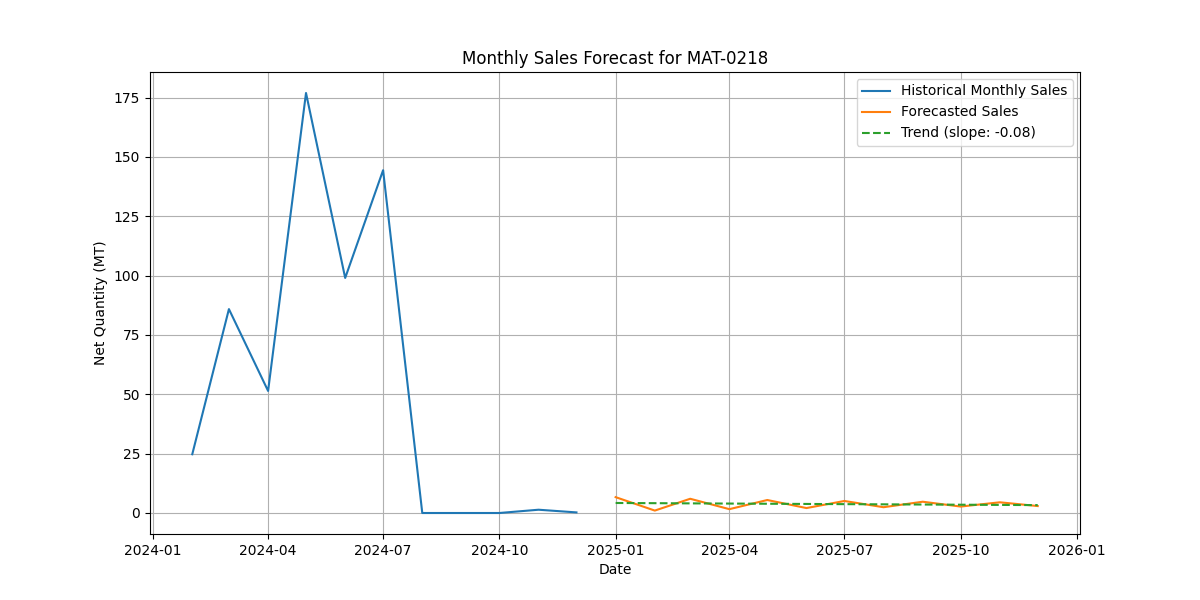 Monthly Sales Forecast for MAT-0218
Historical Monthly Sales
Forecasted Sales
Trend (slope: -0.08)
Net Quantity (MT)
175
150
125
100
75
50
25
0
2024-01 2024-04 2024-07 2024-10 2025-01 2025-04 2025-07 2025-10 2026-01
Date